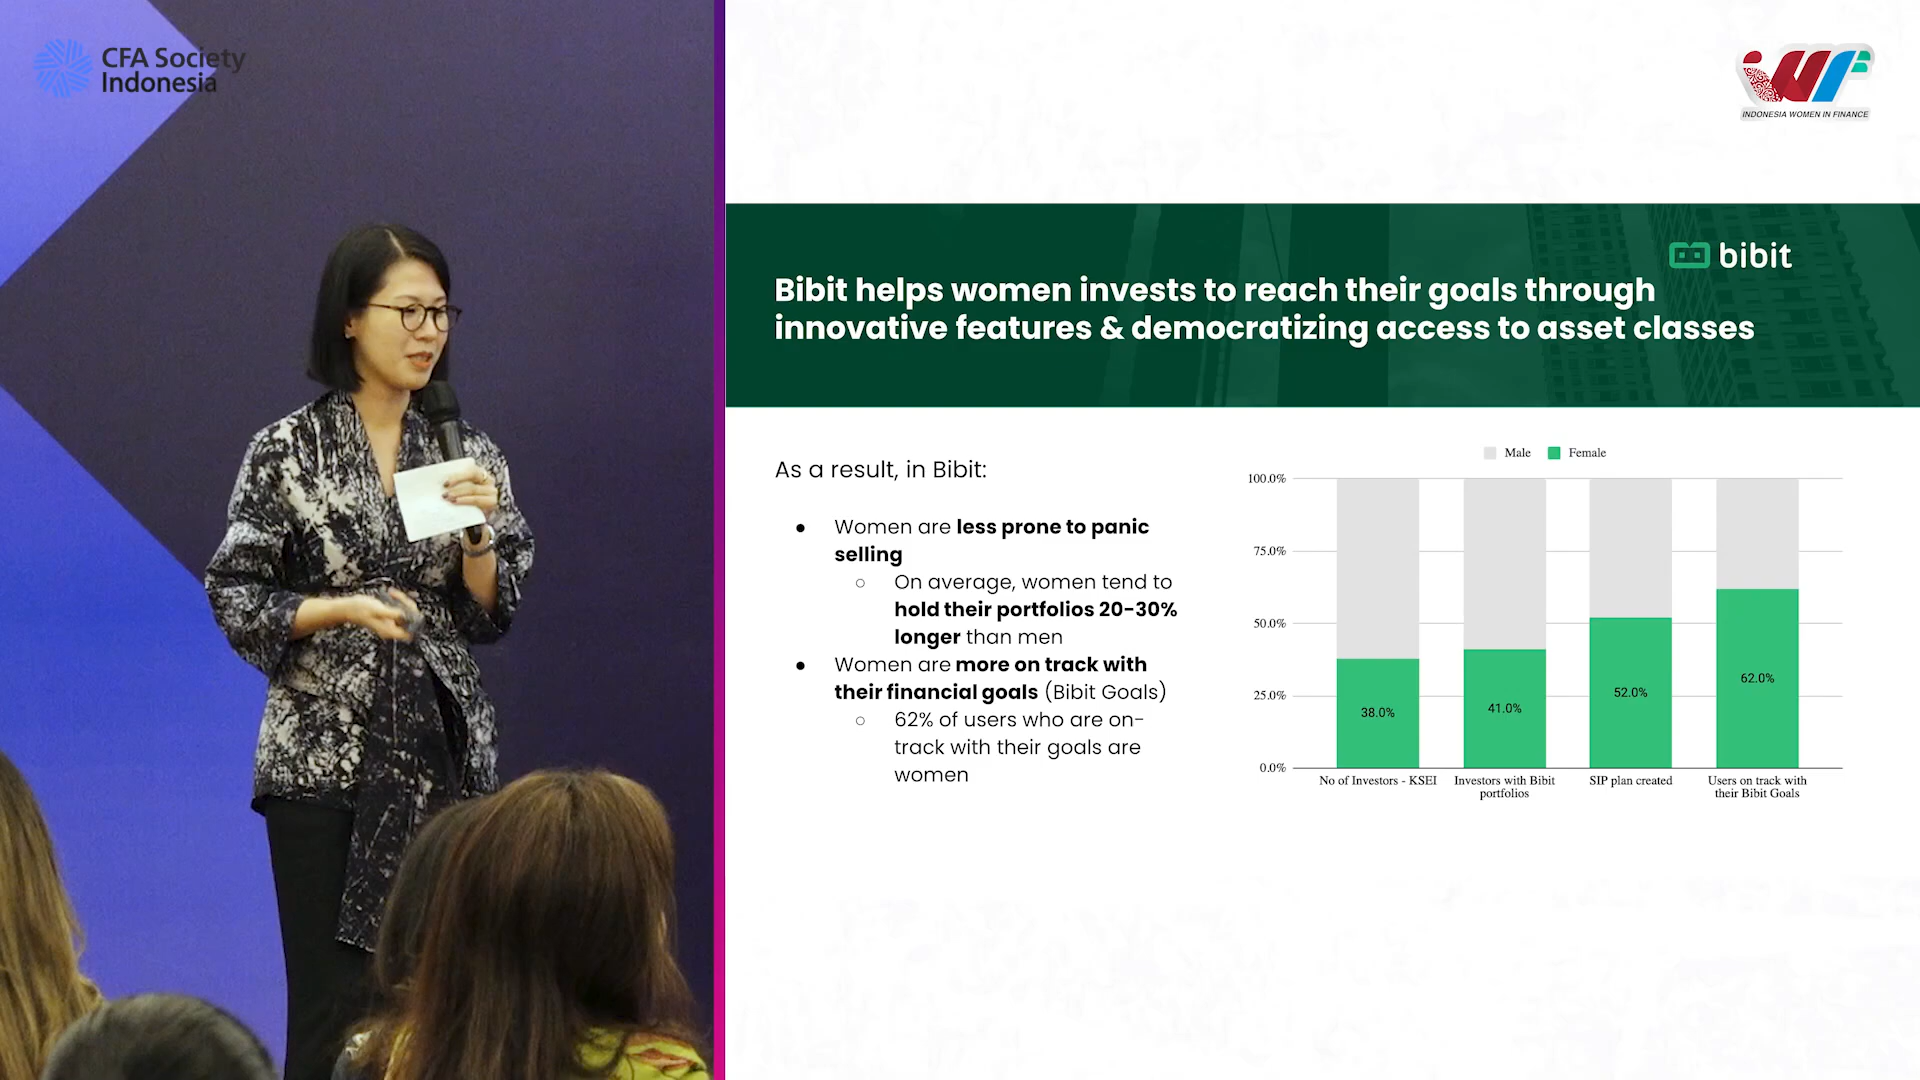 CFA Society
Indonesia
iWF
INDONESIA WOMEN IN FINANCE
bibit
Bibit helps women invests to reach their goals through
innovative features & democratizing access to asset classes
As a result, in Bibit:
● Women are less prone to panic
selling
○ On average, women tend to
hold their portfolios 20-30%
longer than men
● Women are more on track with
their financial goals (Bibit Goals)
○ 62% of users who are on-
track with their goals are
women
Male Female
100.0%
75.0%
50.0%
25.0%
0.0%
38.0%
41.0%
52.0%
62.0%
No of Investors - KSEI
Investors with Bibit
portfolios
SIP plan created
Users on track with
their Bibit Goals